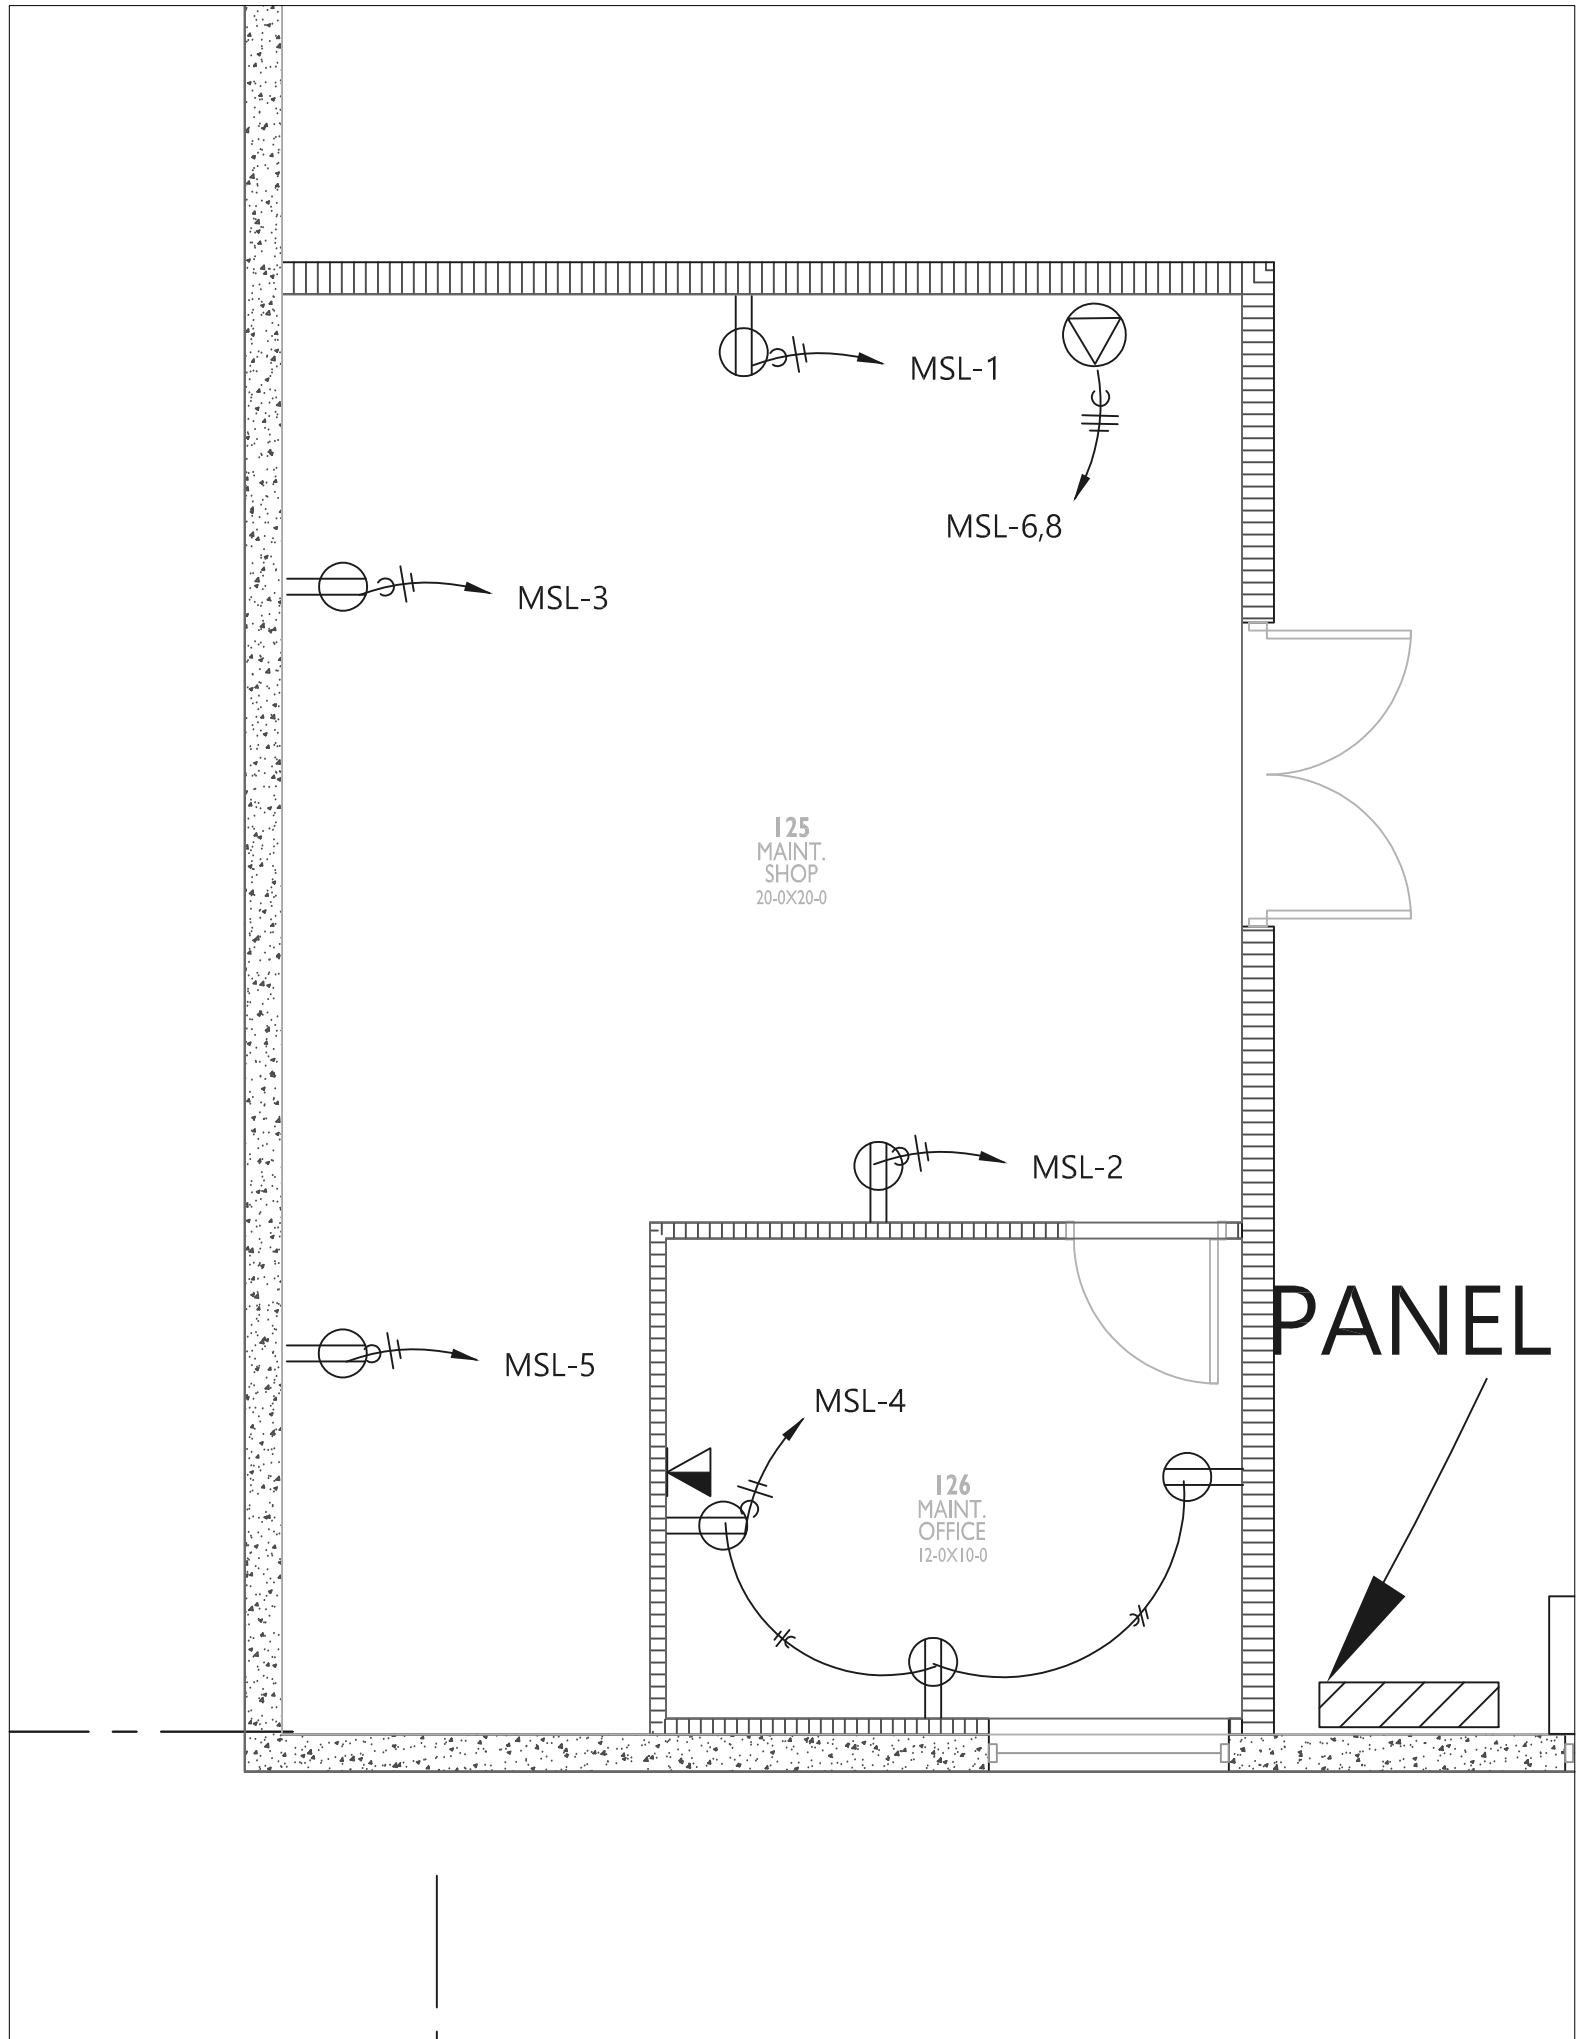 MSL-1
MSL-6,8
MSL-3
125
MAINT.
SHOP
20-0X20-0
MSL-2
PANEL
MSL-5
MSL-4
126
MAINT.
OFFICE
12-0X10-0